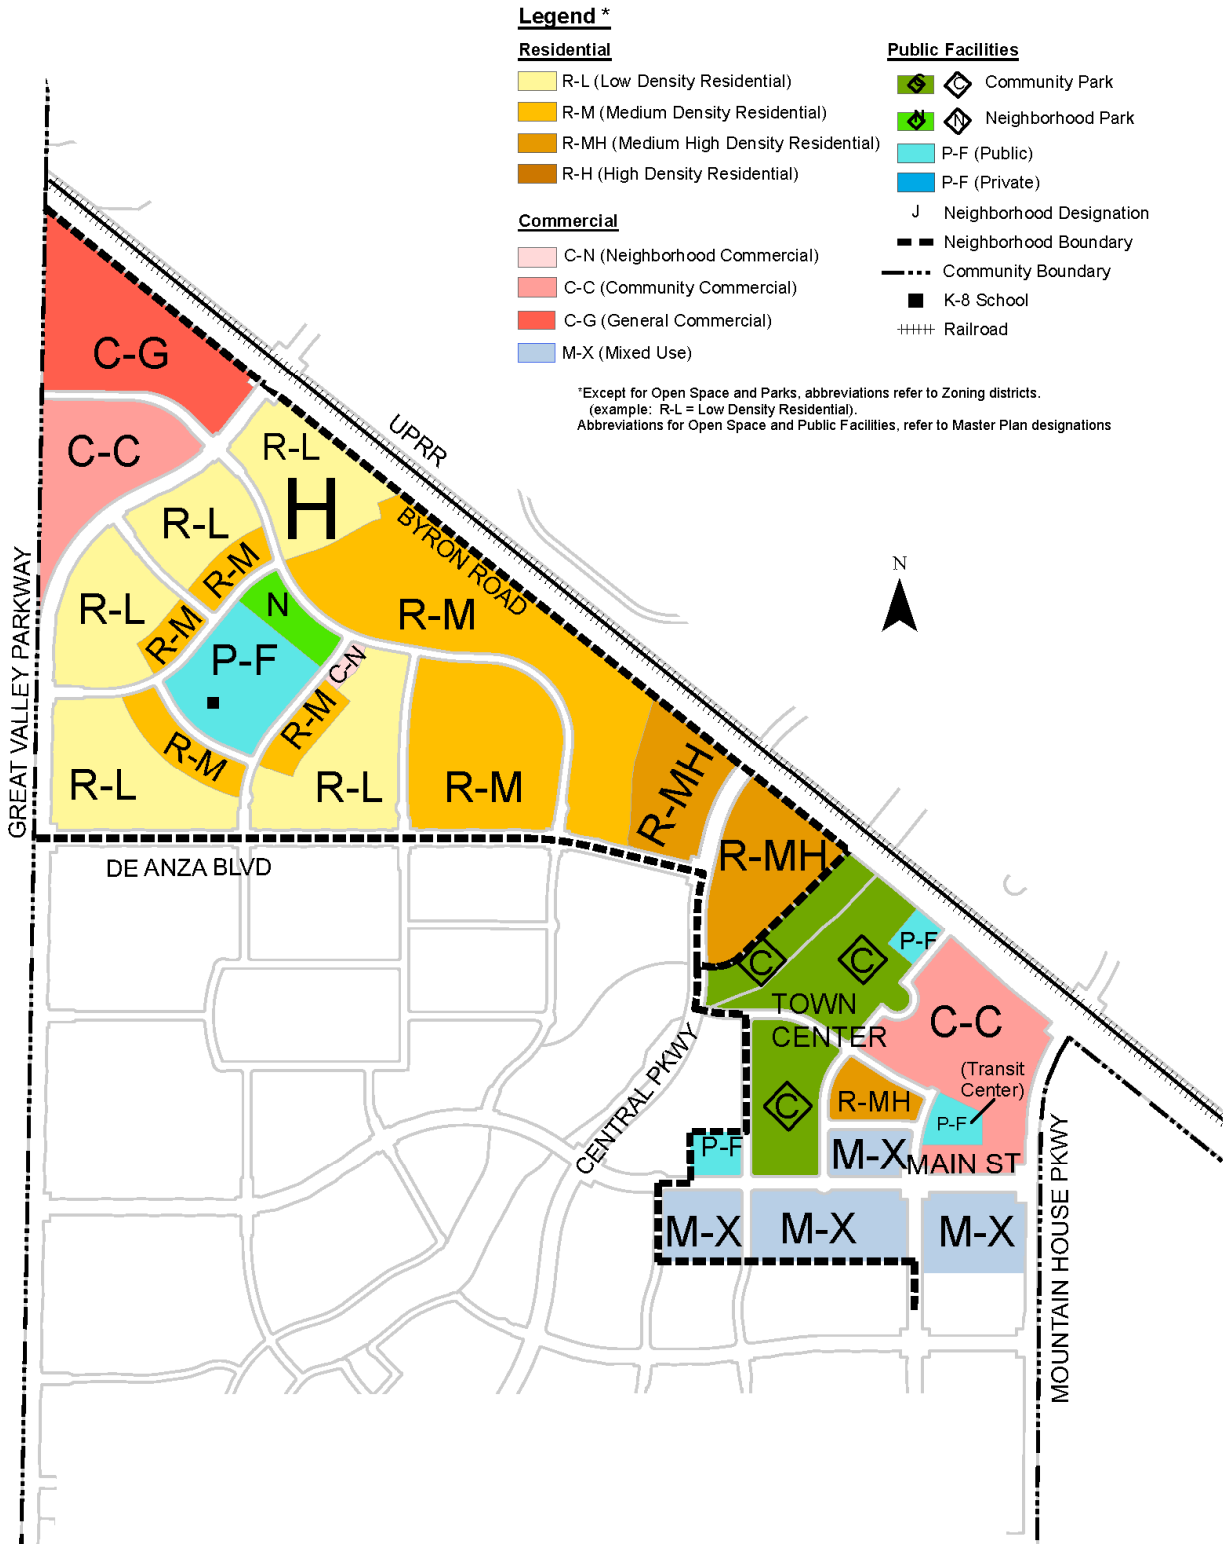 Legend *
Residential
R-L (Low Density Residential)
R-M (Medium Density Residential)
R-MH (Medium High Density Residential)
R-H (High Density Residential)
Commercial
C-N (Neighborhood Commercial)
C-C (Community Commercial)
C-G (General Commercial)
M-X (Mixed Use)
Public Facilities
C Community Park
N N Neighborhood Park
P-F (Public)
P-F (Private)
J Neighborhood Designation
Neighborhood Boundary
Community Boundary
K-8 School
Railroad
*Except for Open Space and Parks, abbreviations refer to Zoning districts.
(example: R-L = Low Density Residential).
Abbreviations for Open Space and Public Facilities, refer to Master Plan designations
C-G
UPRR
C-C
R-L
H
R-L
BYRON ROAD
N
R-M
R-L
R-M
R-M
N
P-F
C-N
R-M
R-M
R-L
R-L
R-M
R-MH
R-MH
GREAT VALLEY PARKWAY
DE ANZA BLVD
P-F
C
C
TOWN
CENTER
C-C
(Transit
Center)
C
R-MH
P-F
CENTRAL PKWY
P-F
M-X
MAIN ST
M-X
M-X
M-X
MOUNTAIN HOUSE PKWY